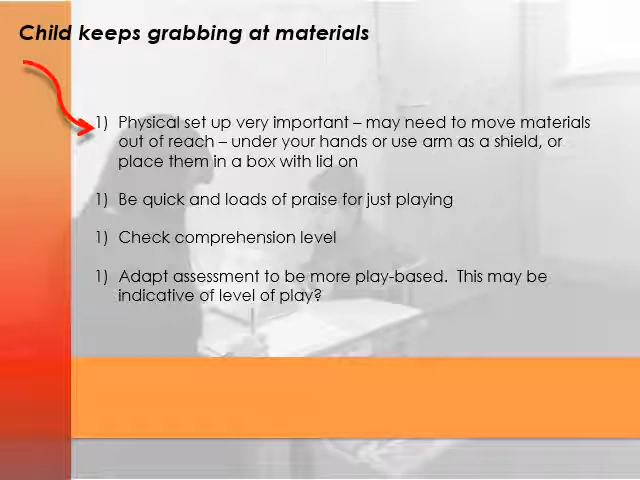 Child keeps grabbing at materials
1) Physical set up very important – may need to move materials
out of reach – under your hands or use arm as a shield, or
place them in a box with lid on
1) Be quick and loads of praise for just playing
1) Check comprehension level
1) Adapt assessment to be more play-based.  This may be
indicative of level of play?